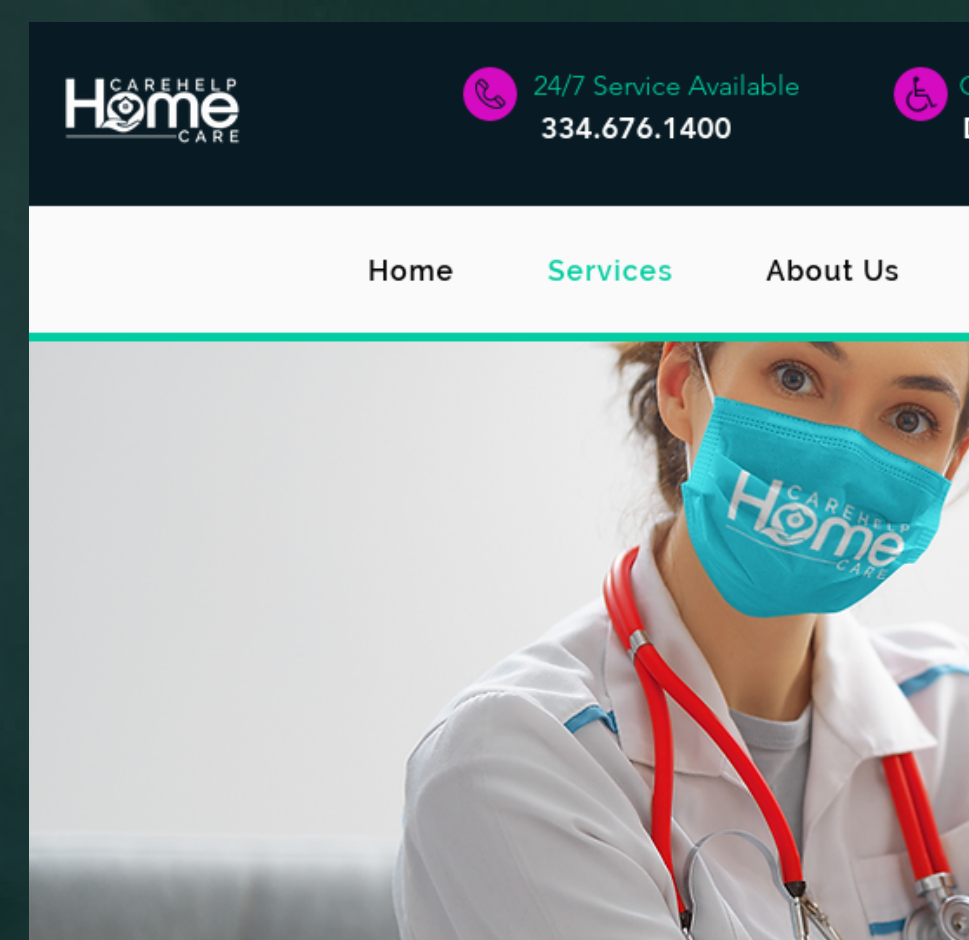 CAREHELP
Home
CARE
24/7 Service Available
334.676.1400
Home Services About Us
CAREHELP
Home
CARE